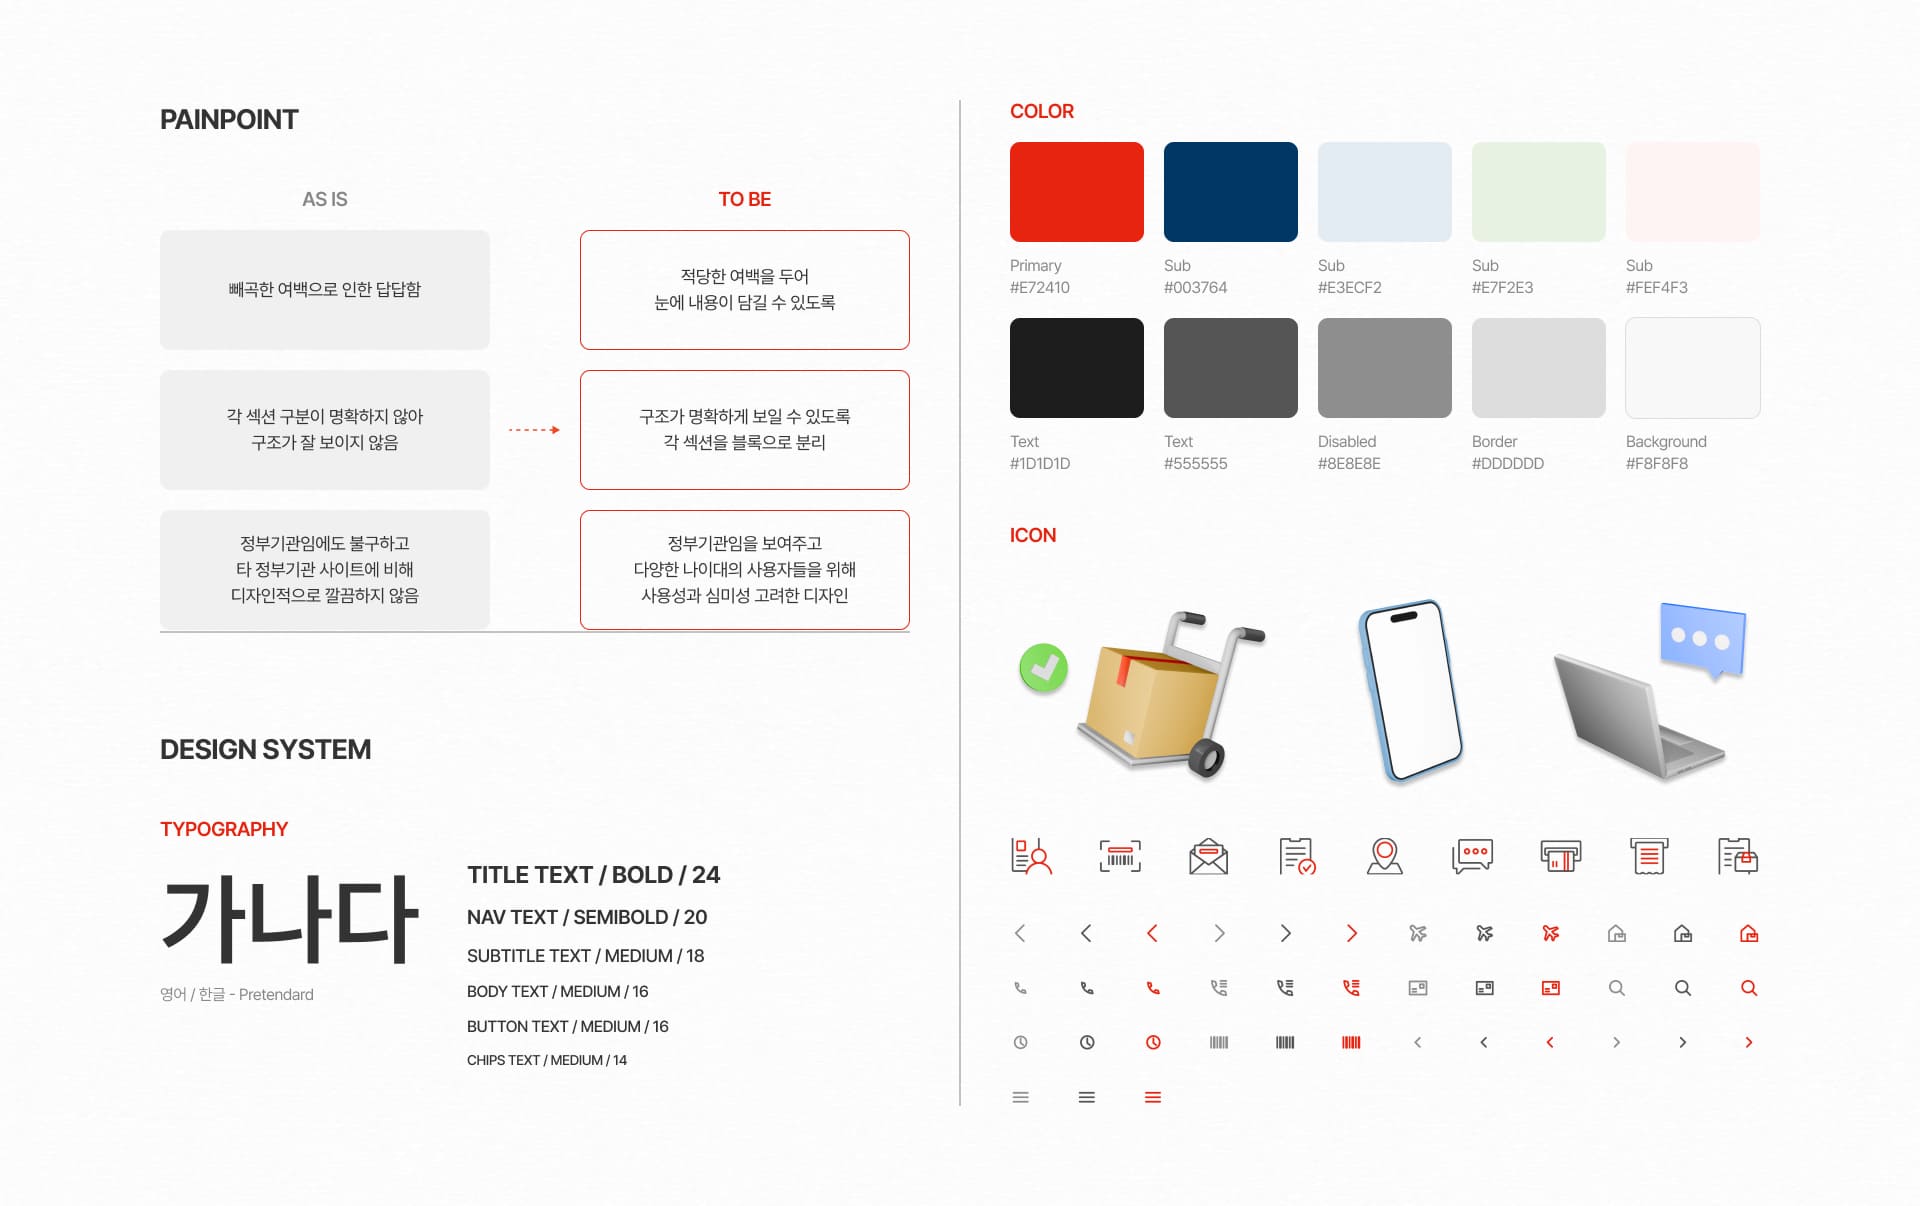 PAINPOINT
AS IS
TO BE
빼곡한 여백으로 인한 답답함
적당한 여백을 두어
눈에 내용이 담길 수 있도록
각 섹션 구분이 명확하지 않아
구조가 잘 보이지 않음
구조가 명확하게 보일 수 있도록
각 섹션을 블록으로 분리
정부기관임에도 불구하고
타 정부기관 사이트에 비해
디자인적으로 깔끔하지 않음
정부기관임을 보여주고
다양한 나이대의 사용자들을 위해
사용성과 심미성 고려한 디자인
DESIGN SYSTEM
TYPOGRAPHY
가나다
영어 / 한글 - Pretendard
TITLE TEXT / BOLD / 24
NAV TEXT / SEMIBOLD / 20
SUBTITLE TEXT / MEDIUM / 18
BODY TEXT / MEDIUM / 16
BUTTON TEXT / MEDIUM / 16
CHIPS TEXT / MEDIUM / 14
COLOR
Primary
#E72410
Sub
#003764
Sub
#E3ECF2
Sub
#E7F2E3
Sub
#FEF4F3
Text
#1D1D1D
Text
#555555
Disabled
#8E8E8E
Border
#DDDDDD
Background
#F8F8F8
ICON